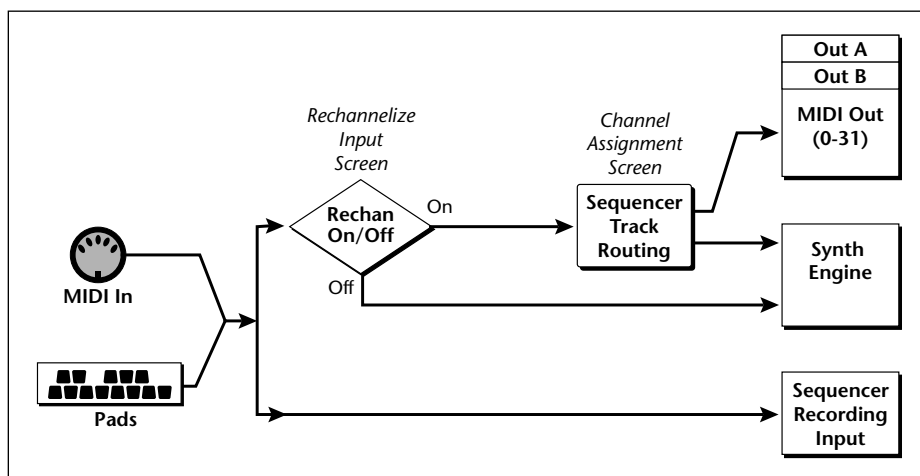 Out A
Out B
MIDI Out
(0-31)
Rechannelize
Input
Screen
Channel
Assignment
Screen
Rechan
On/Off
On
Off
Sequencer
Track
Routing
Synth
Engine
MIDI In
Pads
Sequencer
Recording
Input